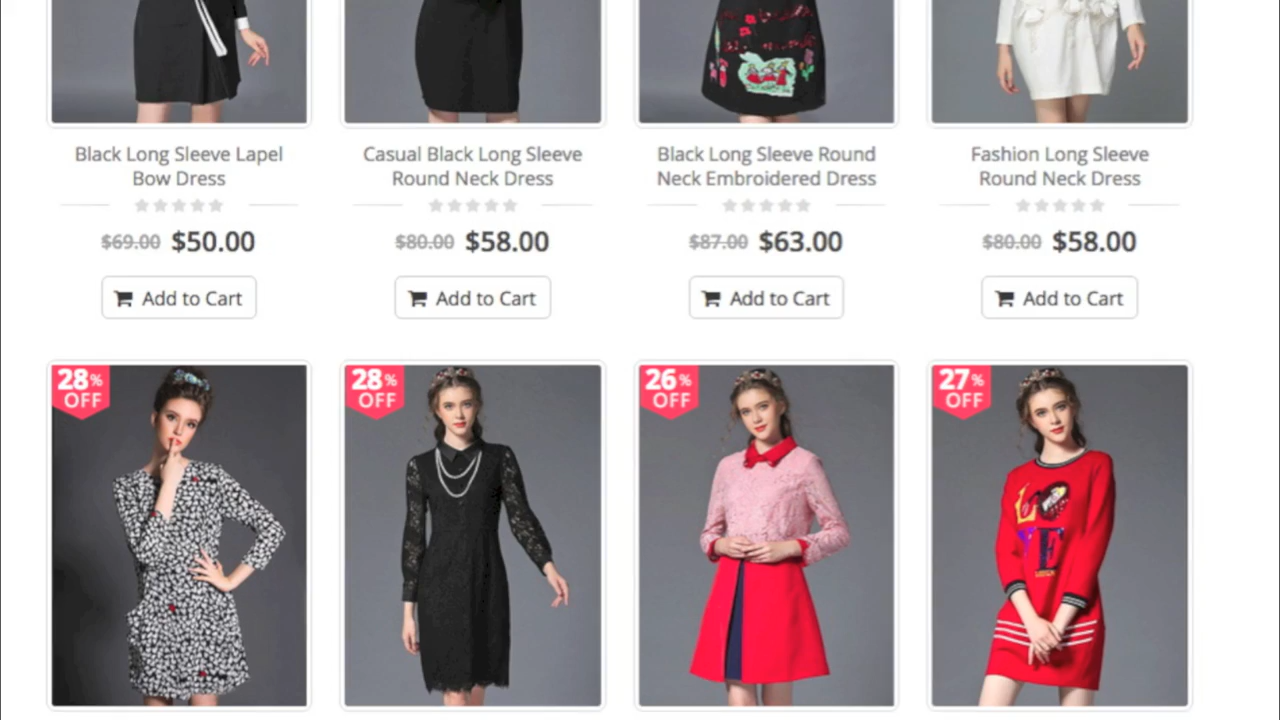 Black Long Sleeve Lapel
Bow Dress
$69.00 $50.00
Add to Cart
Casual Black Long Sleeve
Round Neck Dress
$80.00 $58.00
Add to Cart
Black Long Sleeve Round
Neck Embroidered Dress
$87.00 $63.00
Add to Cart
Fashion Long Sleeve
Round Neck Dress
$80.00 $58.00
Add to Cart
28%
OFF
28%
OFF
26%
OFF
27%
OFF
LO
VE